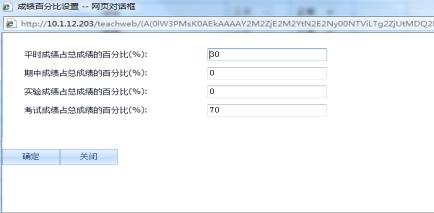 成绩百分比设置 -- 网页对话框
http://10.1.12.203/teachweb/(A(0lW3PMsK0AEkAAAAY2M2ZjE2M2YtN2E2Ny00NTViLTg2ZjUtMDQ2
平时成绩占总成绩的百分比(%): 30
期中成绩占总成绩的百分比(%): 0
实验成绩占总成绩的百分比(%): 0
考试成绩占总成绩的百分比(%): 70
确定 关闭